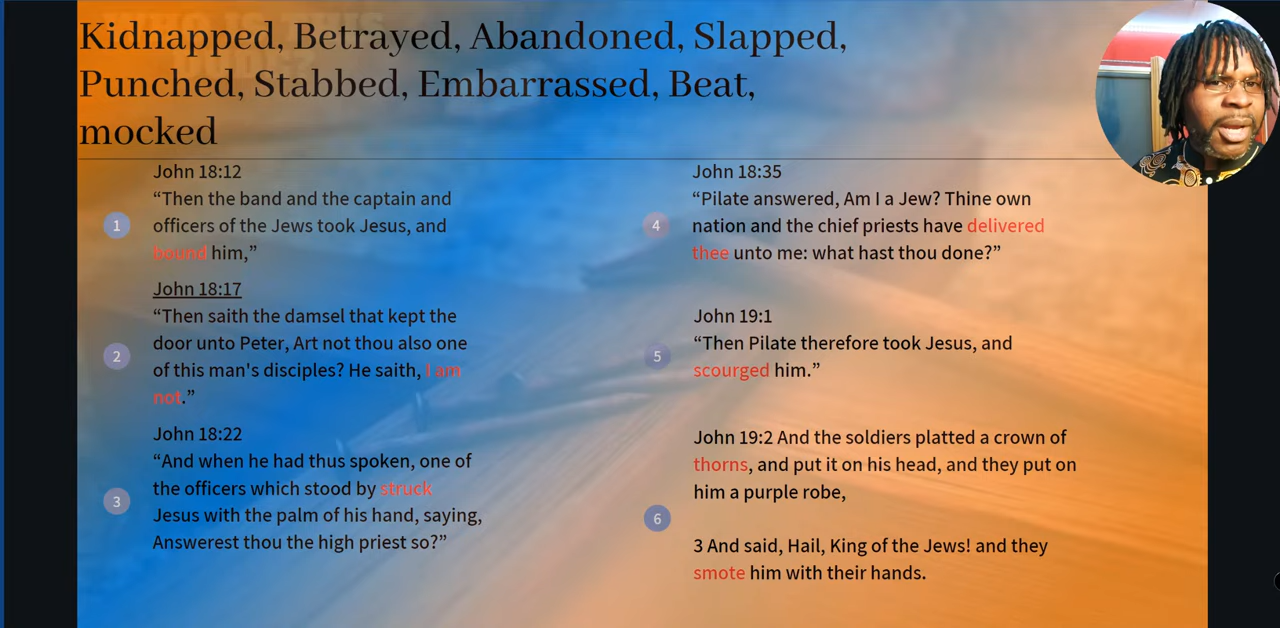 Kidnapped, Betrayed, Abandoned, Slapped,
Punched, Stabbed, Embarrassed, Beat,
mocked
1
John 18:12
“Then the band and the captain and
officers of the Jews took Jesus, and
bound him,”
2
John 18:17
“Then saith the damsel that kept the
door unto Peter, Art not thou also one
of this man's disciples? He saith, I am
not.”
3
John 18:22
“And when he had thus spoken, one of
the officers which stood by struck
Jesus with the palm of his hand, saying,
Answerest thou the high priest so?”
4
John 18:35
“Pilate answered, Am I a Jew? Thine own
nation and the chief priests have delivered
thee unto me: what hast thou done?”
5
John 19:1
“Then Pilate therefore took Jesus, and
scourged him.”
6
John 19:2 And the soldiers platted a crown of
thorns, and put it on his head, and they put on
him a purple robe,
3 And said, Hail, King of the Jews! and they
smote him with their hands.